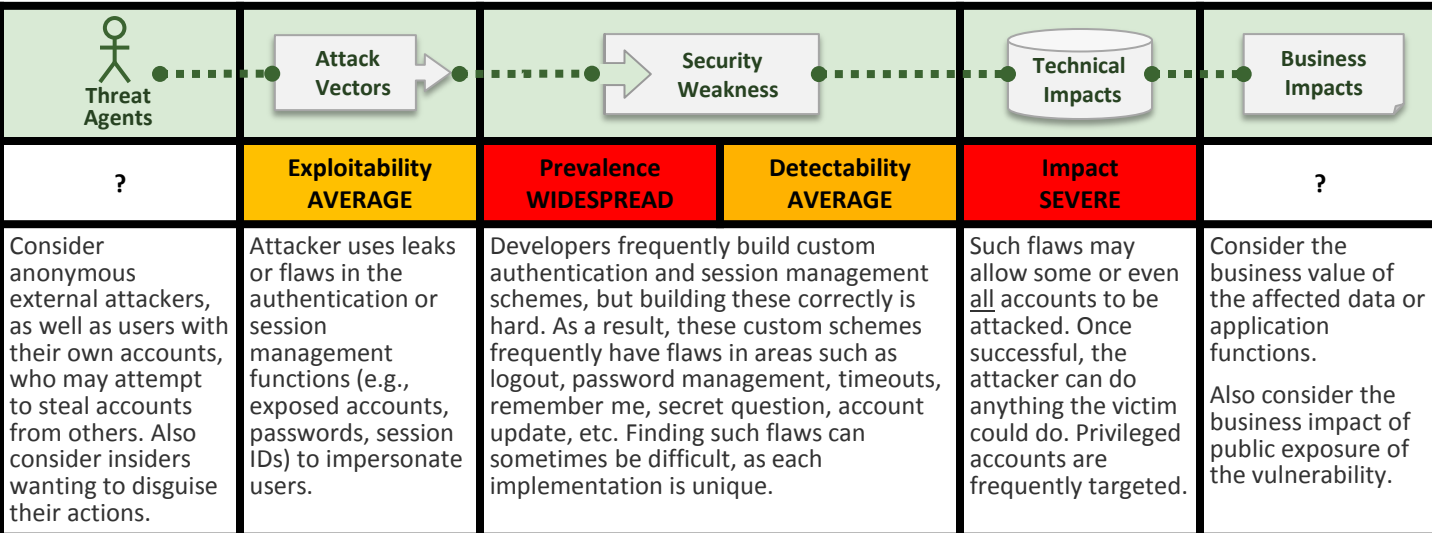 Threat
Agents
Attack
Vectors
Security
Weakness
Technical
Impacts
Business
Impacts
?
Exploitability
AVERAGE
Prevalence
WIDESPREAD
Detectability
AVERAGE
Impact
SEVERE
?
Consider
anonymous
external attackers,
as well as users with
their own accounts,
who may attempt
to steal accounts
from others. Also
consider insiders
wanting to disguise
their actions.
Attacker uses leaks
or flaws in the
authentication or
session
management
functions (e.g.,
exposed accounts,
passwords, session
IDs) to impersonate
users.
Developers frequently build custom
authentication and session management
schemes, but building these correctly is
hard. As a result, these custom schemes
frequently have flaws in areas such as
logout, password management, timeouts,
remember me, secret question, account
update, etc. Finding such flaws can
sometimes be difficult, as each
implementation is unique.
Such flaws may
allow some or even
all accounts to be
attacked. Once
successful, the
attacker can do
anything the victim
could do. Privileged
accounts are
frequently targeted.
Consider the
business value of
the affected data or
application
functions.
Also consider the
business impact of
public exposure of
the vulnerability.